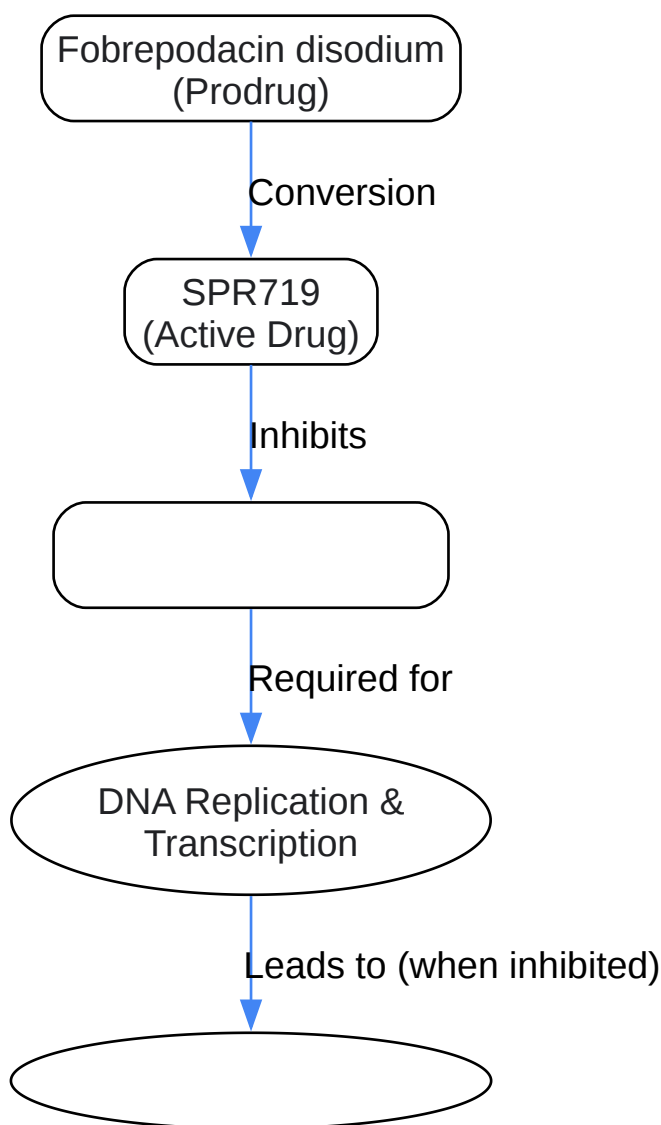 Fobrepodacin disodium
(Prodrug)
Conversion
SPR719
(Active Drug)
Inhibits
Required for
DNA Replication &
Transcription
Leads to (when inhibited)